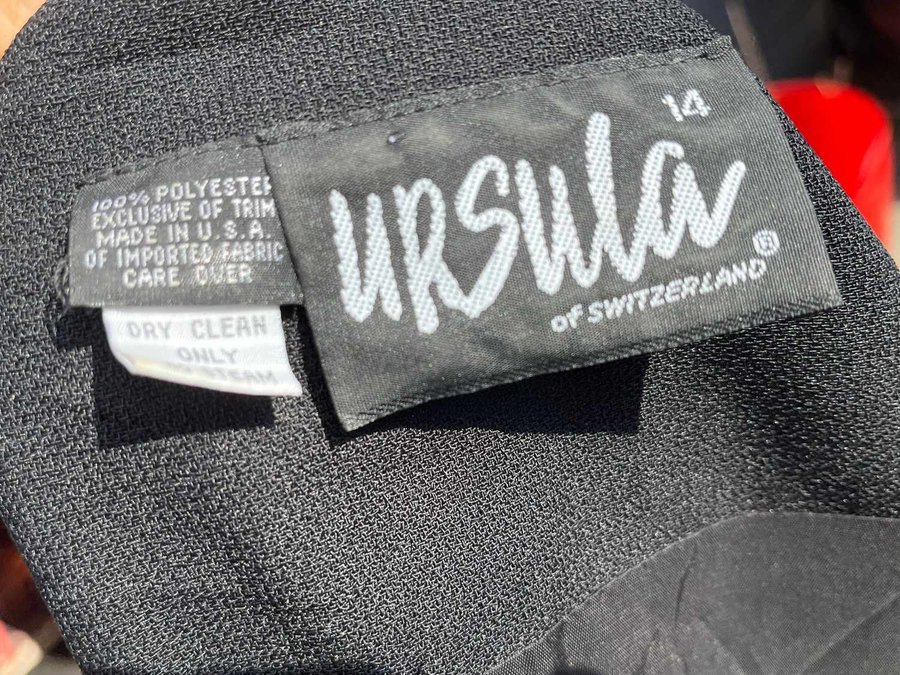 100% POLYESTER
EXCLUSIVE OF TRIM
MADE IN U.S.A.
OF IMPORTED FABRIC
CARE OVER
DRY CLEAN
ONLY
14
URSULA
of SWITZERLAND®